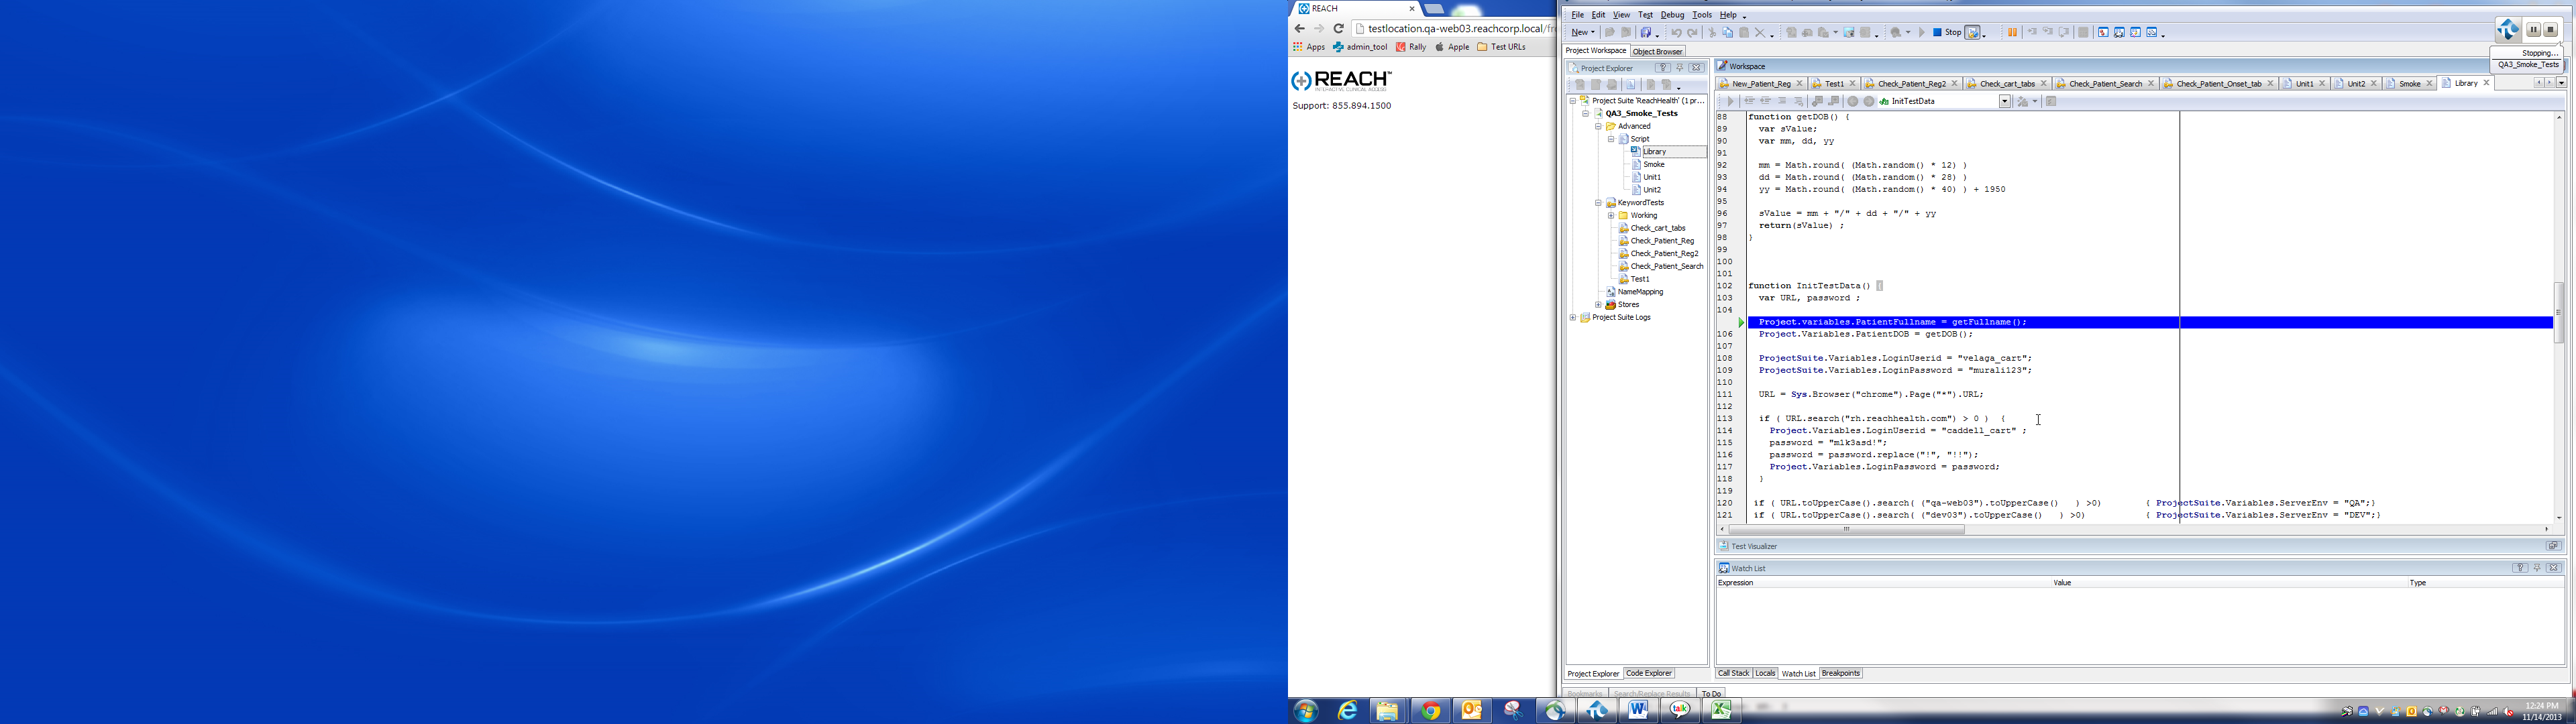 REACH
testlocation.qa-web03.reachcorp.local/fr
Apps admin_tool Rally Apple Test URLs
REACH™
INTERACTIVE CLINICAL ACCESS
Support: 855.894.1500
File Edit View Test Debug Tools Help
New Stop
Stopping...
QA3_Smoke_Tests
Project Workspace Object Browser
Project Explorer
Project Suite 'ReachHealth' (1 pr...
QA3_Smoke_Tests
Advanced
Script
Library
Smoke
Unit1
Unit2
KeywordTests
Working
Check_cart_tabs
Check_Patient_Reg
Check_Patient_Reg2
Check_Patient_Search
Test1
NameMapping
Stores
Project Suite Logs
Project Explorer Code Explorer
Workspace
New_Patient_Reg Test1 Check_Patient_Reg2 Check_cart_tabs Check_Patient_Search Check_Patient_Onset_tab Unit1 Unit2 Smoke Library
InitTestData
88 function getDOB() {
89 var sValue;
90 var mm, dd, yy
91
92 mm = Math.round( (Math.random() * 12) )
93 dd = Math.round( (Math.random() * 28) )
94 yy = Math.round( (Math.random() * 40) ) + 1950
95
96 sValue = mm + "/" + dd + "/" + yy
97 return(sValue) ;
98 }
99
100
101
102 function InitTestData() {
103 var URL, password ;
104
Project.variables.PatientFullname = getFullname();
106 Project.Variables.PatientDOB = getDOB();
107
108 ProjectSuite.Variables.LoginUserid = "velaga_cart";
109 ProjectSuite.Variables.LoginPassword = "murali123";
110
111 URL = Sys.Browser("chrome").Page("*").URL;
112
113 if ( URL.search("rh.reachhealth.com") > 0 ) {
114 Project.Variables.LoginUserid = "caddell_cart" ;
115 password = "m1k3asd!";
116 password = password.replace("!", "!!");
117 Project.Variables.LoginPassword = password;
118 }
119
120 if ( URL.toUpperCase().search( ("qa-web03").toUpperCase() ) >0) { ProjectSuite.Variables.ServerEnv = "QA";}
121 if ( URL.toUpperCase().search( ("dev03").toUpperCase() ) >0) { ProjectSuite.Variables.ServerEnv = "DEV";}
Test Visualizer
Watch List
Expression Value Type
Call Stack Locals Watch List Breakpoints
Bookmarks Search/Replace Results To Do
talk
12:24 PM
11/14/2013